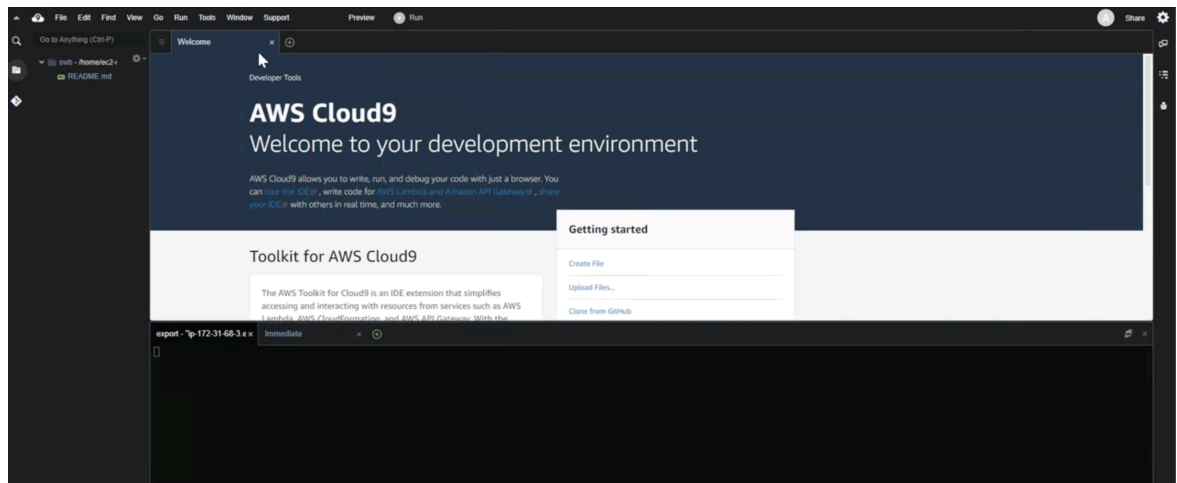 File Edit Find View Go Run Tools Window Support Preview Run Share
Go to Anything (Ctrl-P)
swb - /home/ec2-u
README.md
Welcome
Developer Tools
AWS Cloud9
Welcome to your development environment
AWS Cloud9 allows you to write, run, and debug your code with just a browser. You
can tour the IDE, write code for AWS Lambda and Amazon API Gateway, share
your IDE with others in real time, and much more.
Getting started
Create File
Upload Files...
Clone from GitHub
Toolkit for AWS Cloud9
The AWS Toolkit for Cloud9 is an IDE extension that simplifies
accessing and interacting with resources from services such as AWS
Lambda, AWS CloudFormation, and AWS API Gateway. With the
export - "ip-172-31-68-3.e Immediate